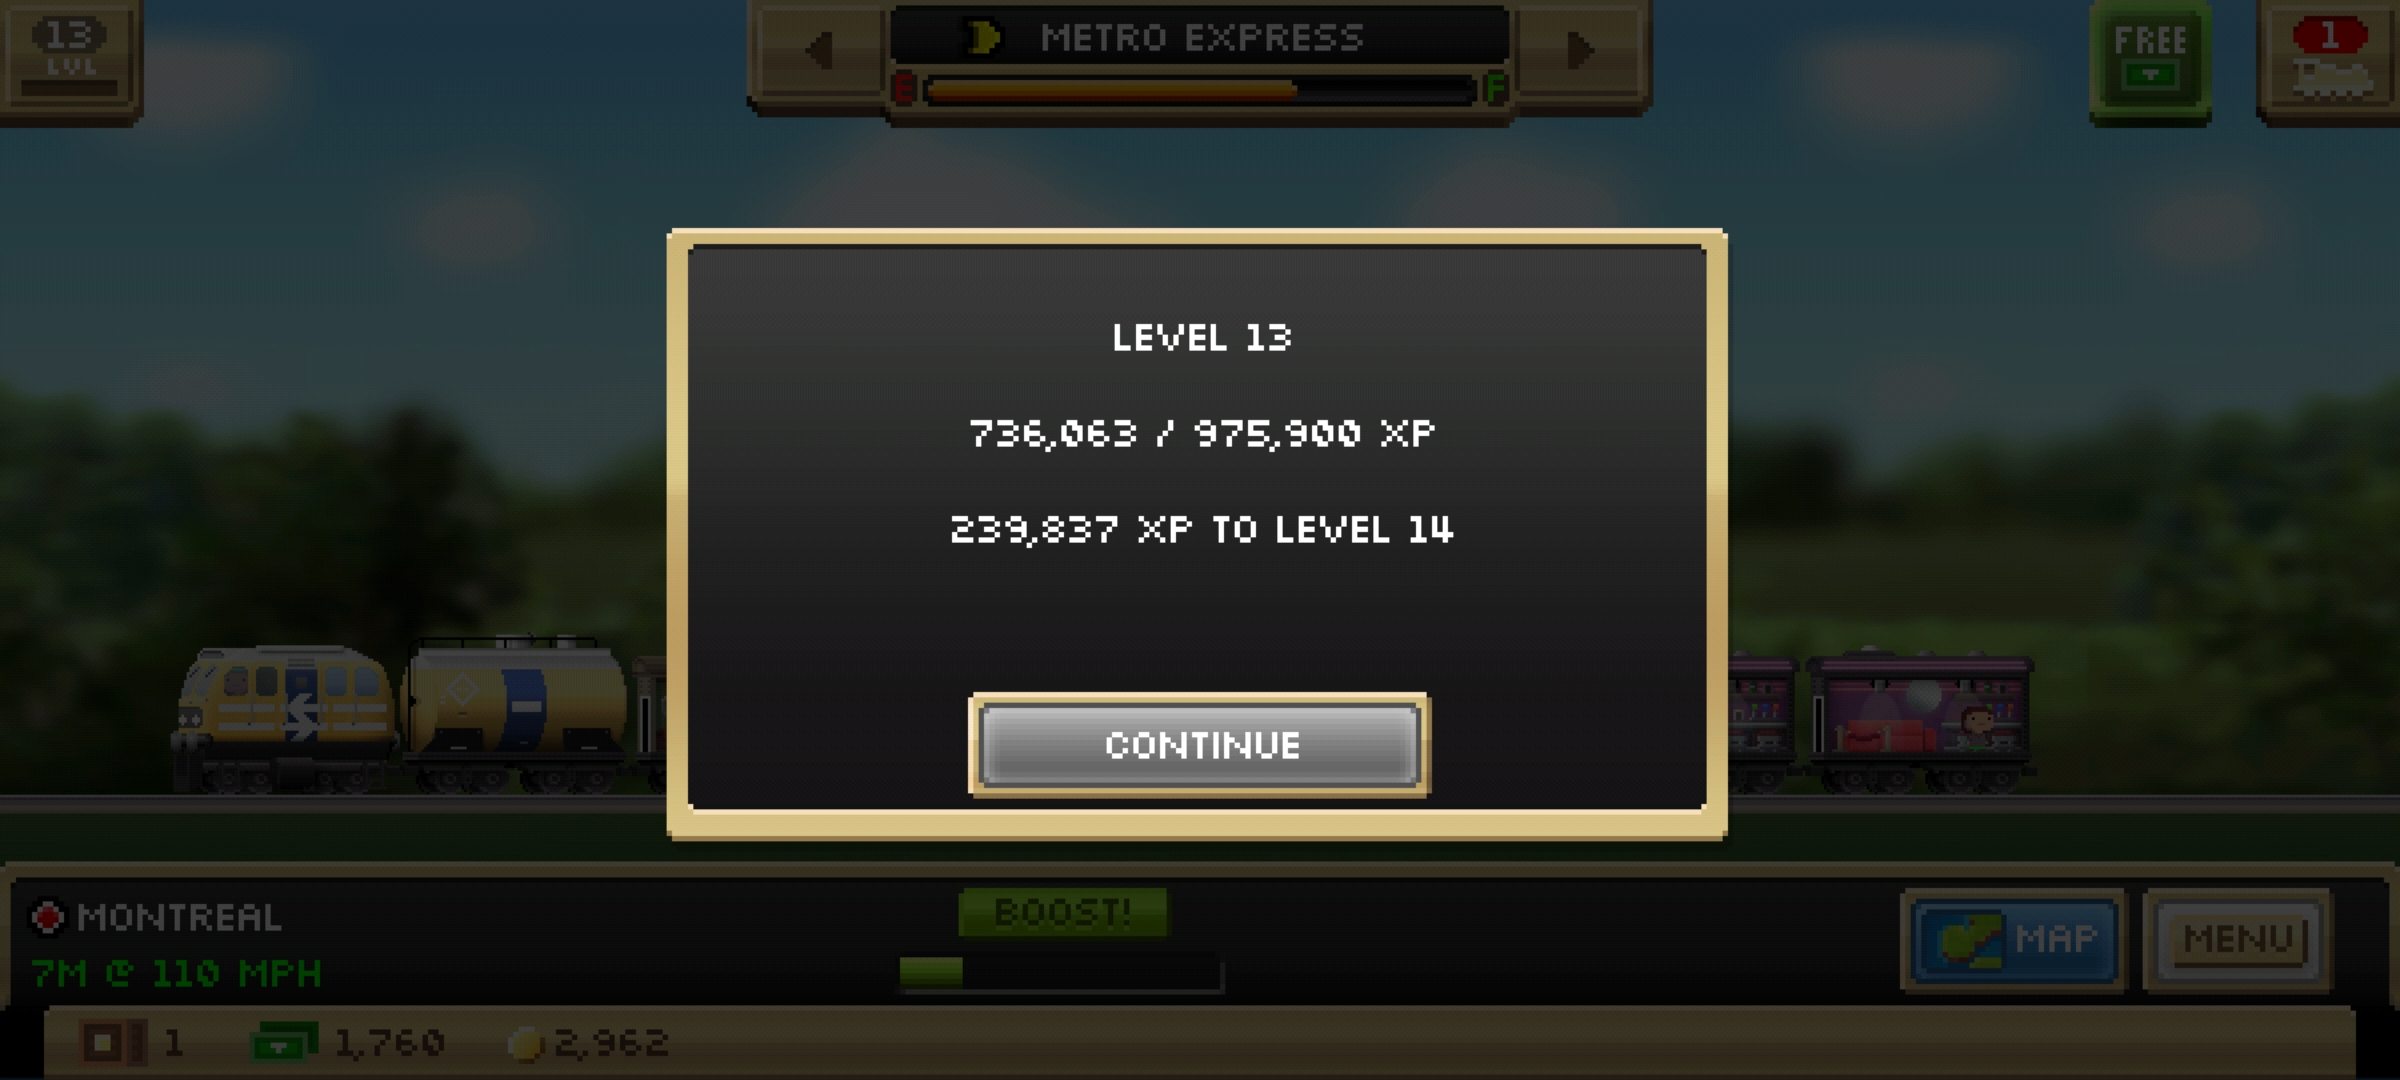 13
LVL
METRO EXPRESS
E F
FREE
1
LEVEL 13
736,063 / 975,900 XP
239,837 XP TO LEVEL 14
CONTINUE
MONTREAL
7M @ 110 MPH
BOOST!
MAP
MENU
1 1,760 2,962